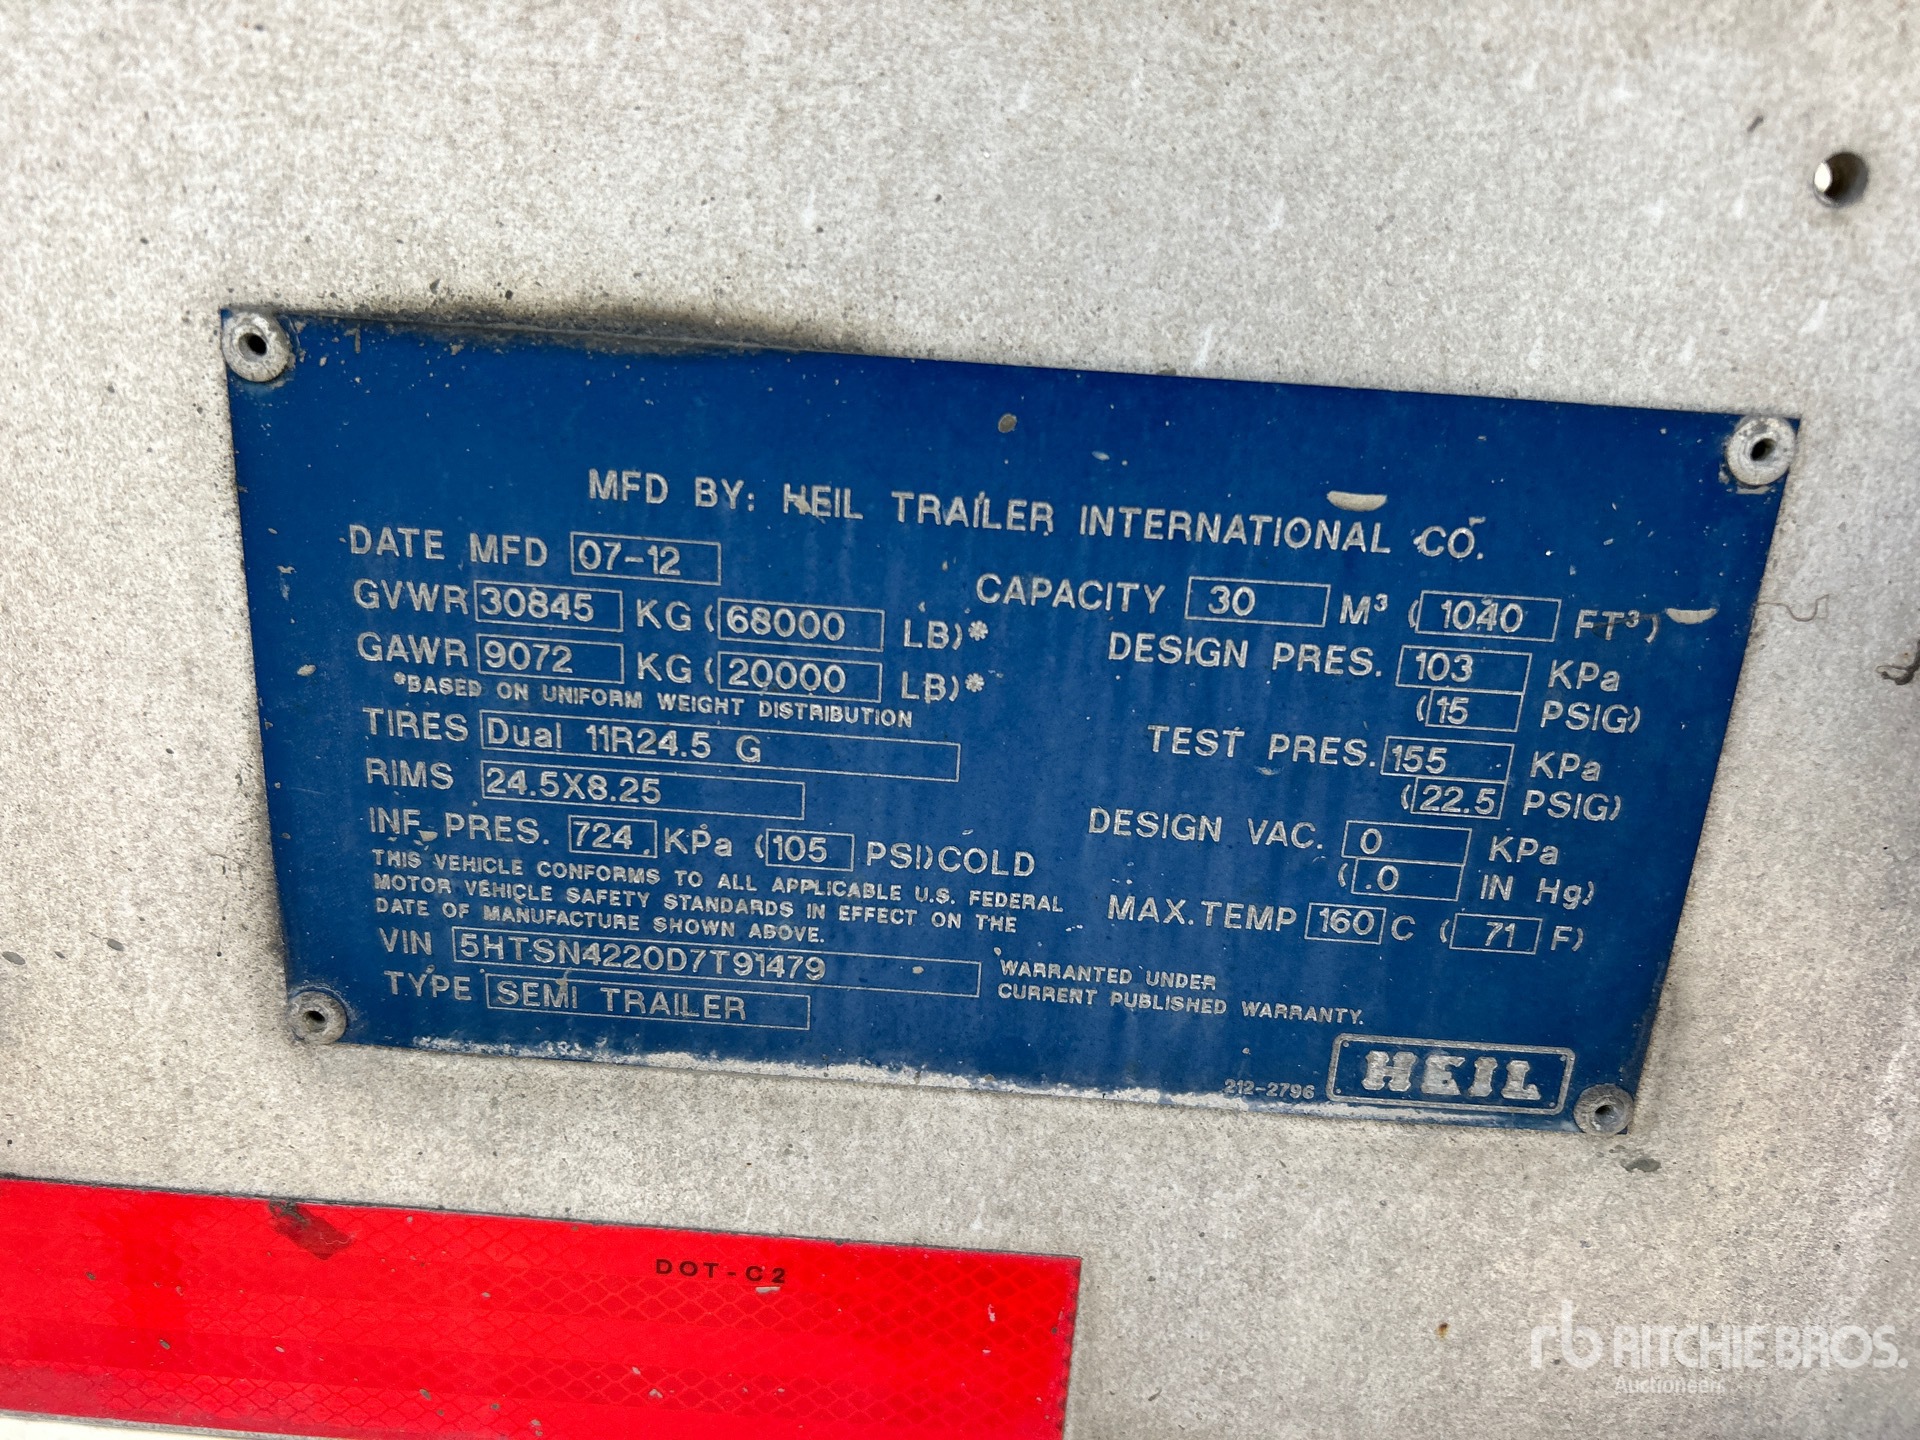 MFD BY: HEIL TRAILER INTERNATIONAL CO.
DATE MFD 07-12
GVWR 30845 KG (68000 LB)*
GAWR 9072 KG (20000 LB)*
*BASED ON UNIFORM WEIGHT DISTRIBUTION
TIRES Dual 11R24.5 G
RIMS 24.5X8.25
INF. PRES. 724 KPa (105 PSI) COLD
THIS VEHICLE CONFORMS TO ALL APPLICABLE U.S. FEDERAL
MOTOR VEHICLE SAFETY STANDARDS IN EFFECT ON THE
DATE OF MANUFACTURE SHOWN ABOVE.
VIN 5HTSN4220D7T91479
TYPE SEMI TRAILER
CAPACITY 30 M³ (1040 FT³)
DESIGN PRES. 103 KPa
(15 PSIG)
TEST PRES. 155 KPa
(22.5 PSIG)
DESIGN VAC. 0 KPa
(.0 IN Hg)
MAX. TEMP 160 C (71 F)
WARRANTED UNDER
CURRENT PUBLISHED WARRANTY.
212-2796
HEIL
DOT-C2
rb RITCHIE BROS.
Auctioneers